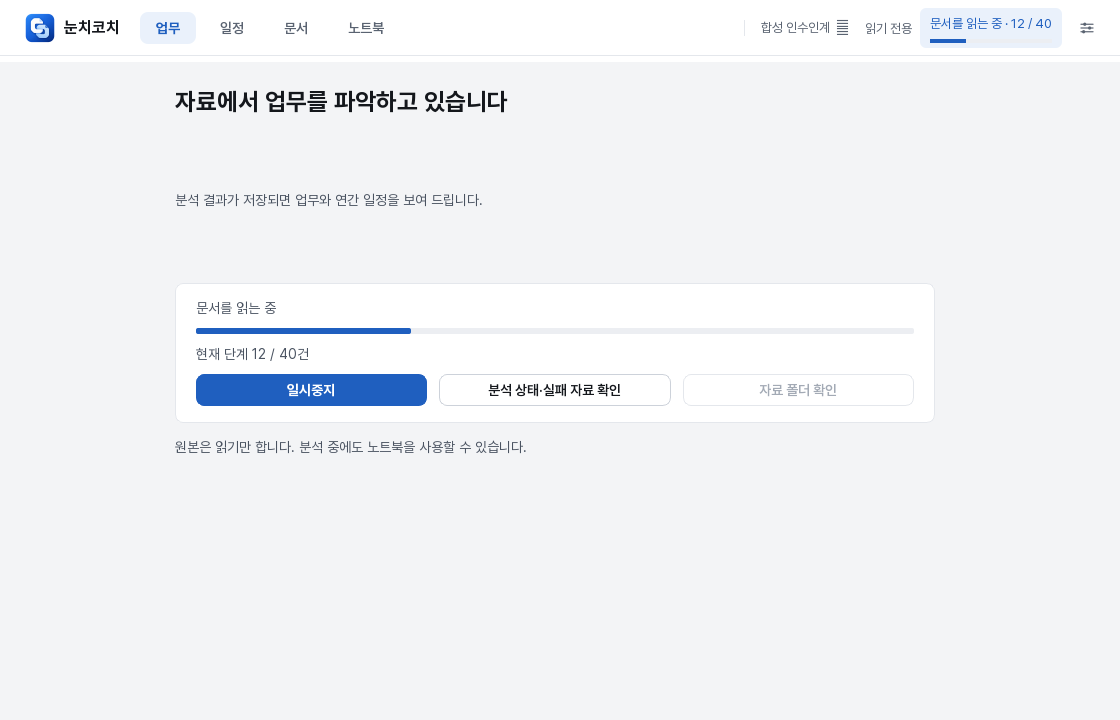 눈치코치
업무
일정
문서
노트북
합성 인수인계
읽기 전용
문서를 읽는 중 · 12 / 40
자료에서 업무를 파악하고 있습니다
분석 결과가 저장되면 업무와 연간 일정을 보여 드립니다.
문서를 읽는 중
현재 단계 12 / 40건
일시중지
분석 상태·실패 자료 확인
자료 폴더 확인
원본은 읽기만 합니다. 분석 중에도 노트북을 사용할 수 있습니다.